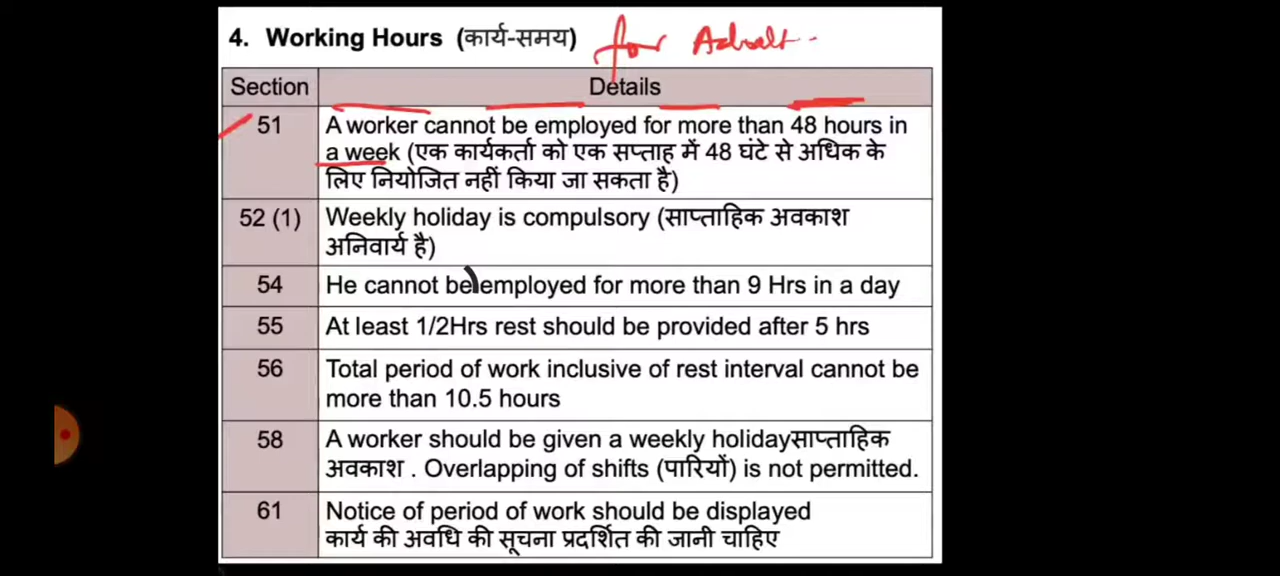 4. Working Hours (कार्य-समय) for Adult
Section Details
51 A worker cannot be employed for more than 48 hours in
a week (एक कार्यकर्ता को एक सप्ताह में 48 घंटे से अधिक के
लिए नियोजित नहीं किया जा सकता है)
52 (1) Weekly holiday is compulsory (साप्ताहिक अवकाश
अनिवार्य है)
54 He cannot be employed for more than 9 Hrs in a day
55 At least 1/2Hrs rest should be provided after 5 hrs
56 Total period of work inclusive of rest interval cannot be
more than 10.5 hours
58 A worker should be given a weekly holidayसाप्ताहिक
अवकाश . Overlapping of shifts (पारियों) is not permitted.
61 Notice of period of work should be displayed
कार्य की अवधि की सूचना प्रदर्शित की जानी चाहिए